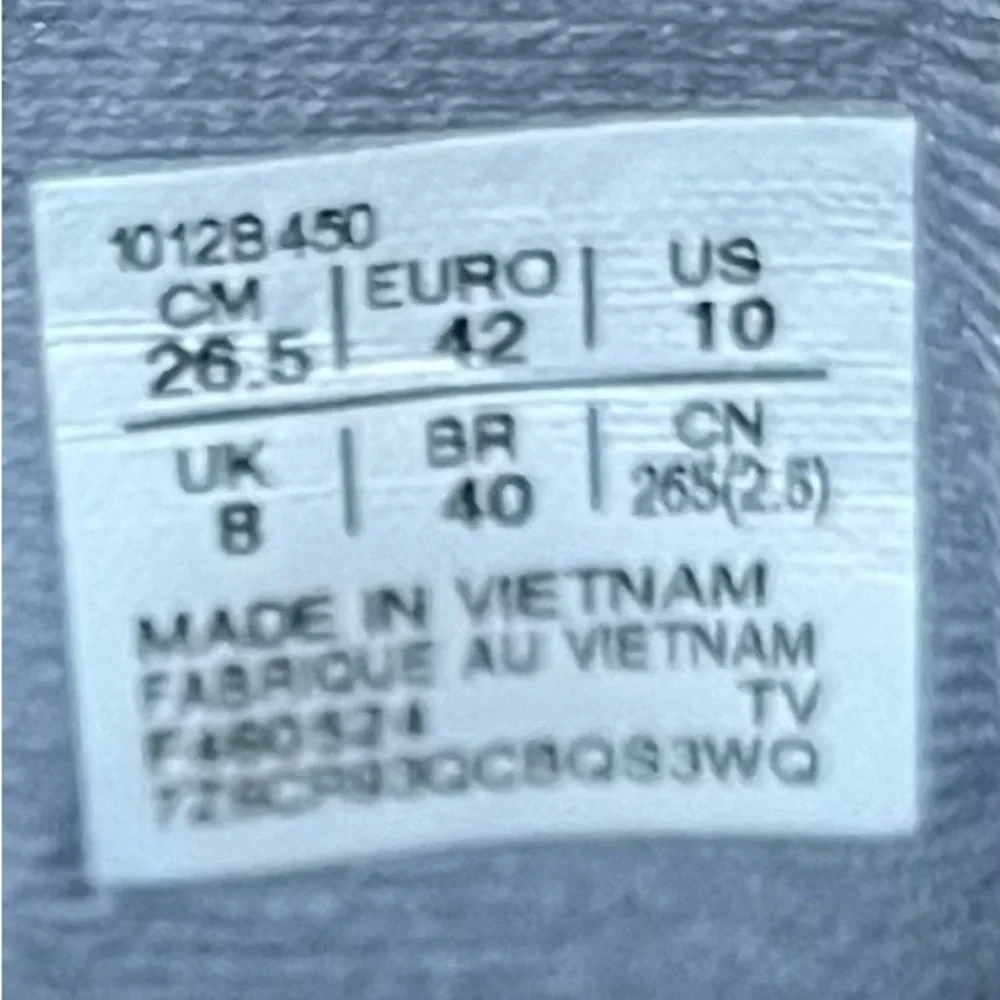 1012B450
CM | EURO | US
26.5 | 42 | 10
UK | BR | CN
8 | 40 | 265(2.5)
MADE IN VIETNAM
FABRIQUE AU VIETNAM
TV